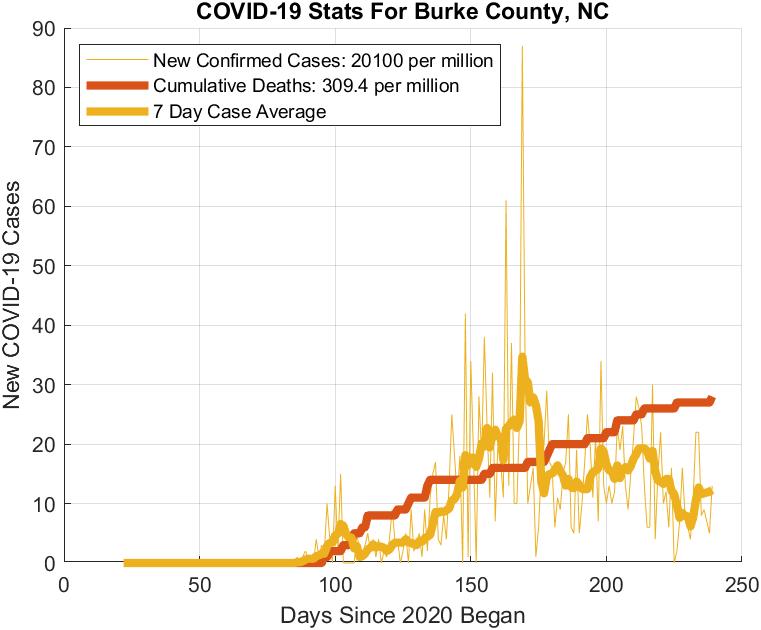 COVID-19 Stats For Burke County, NC
New Confirmed Cases: 20100 per million
Cumulative Deaths: 309.4 per million
7 Day Case Average
New COVID-19 Cases
90
80
70
60
50
40
30
20
10
0
0 50 100 150 200 250
Days Since 2020 Began